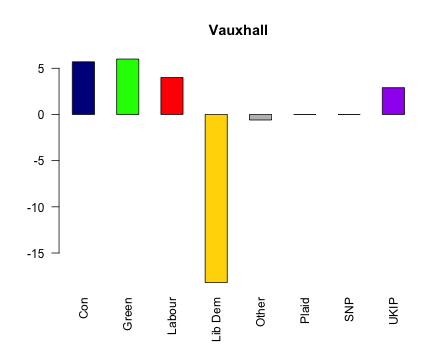 Vauxhall
5
0
-5
-10
-15
Con
Green
Labour
Lib Dem
Other
Plaid
SNP
UKIP